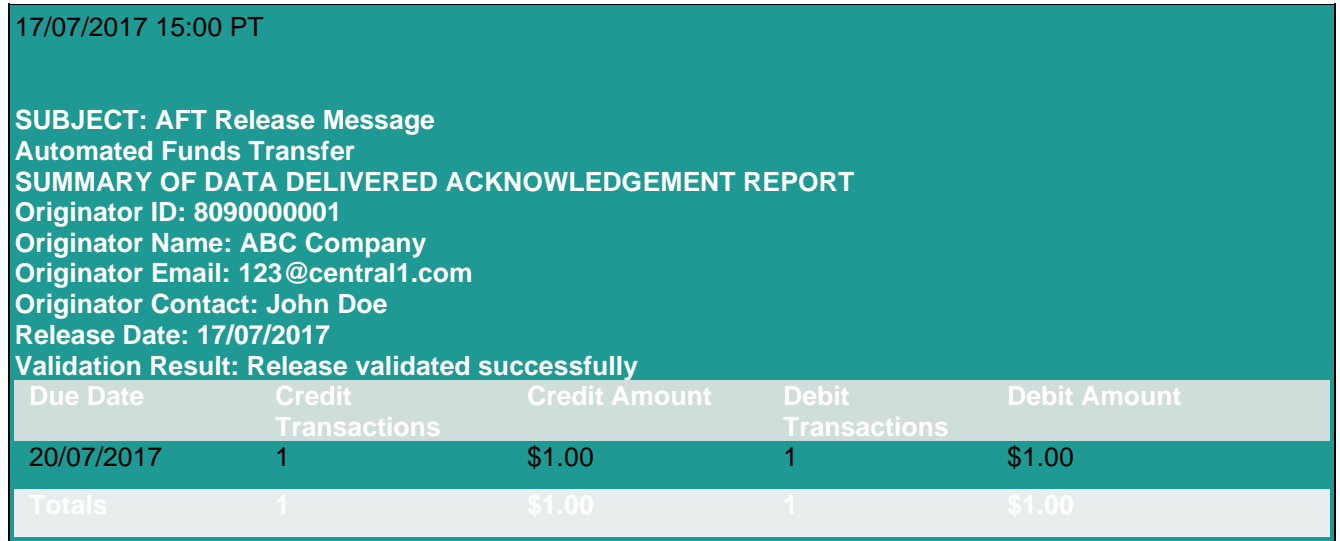 17/07/2017 15:00 PT
SUBJECT: AFT Release Message
Automated Funds Transfer
SUMMARY OF DATA DELIVERED ACKNOWLEDGEMENT REPORT
Originator ID: 8090000001
Originator Name: ABC Company
Originator Email: 123@central1.com
Originator Contact: John Doe
Release Date: 17/07/2017
Validation Result: Release validated successfully
Due Date Credit Credit Amount Debit Debit Amount
Transactions Transactions
20/07/2017 1 $1.00 1 $1.00
Totals 1 $1.00 1 $1.00